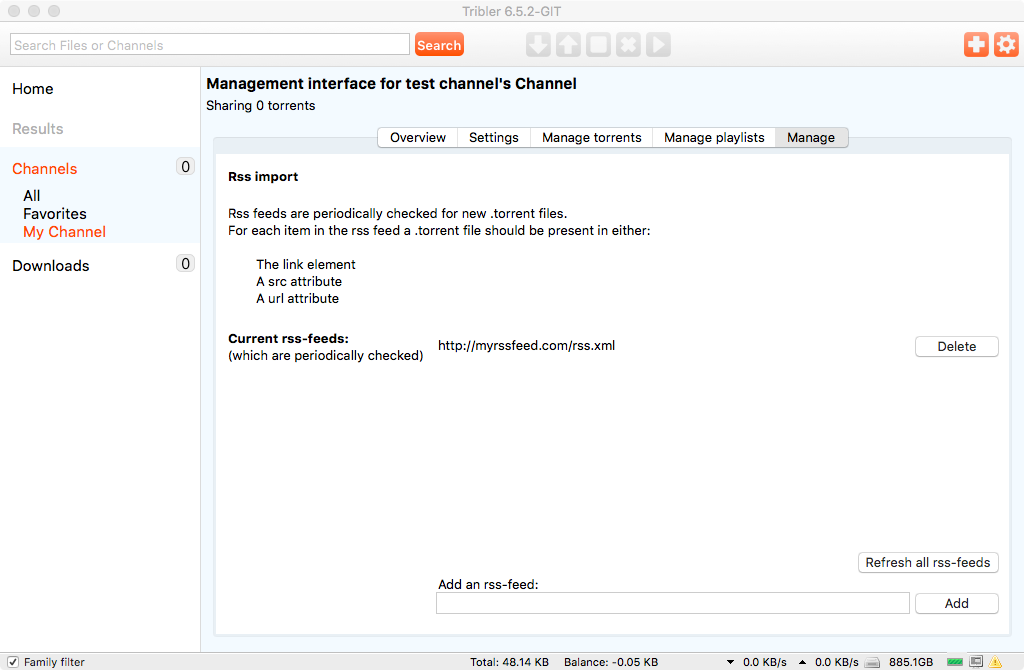 Tribler 6.5.2-GIT
Search Files or Channels
Search
Home
Results
Channels 0
All
Favorites
My Channel
Downloads 0
Management interface for test channel's Channel
Sharing 0 torrents
Overview Settings Manage torrents Manage playlists Manage
Rss import
Rss feeds are periodically checked for new .torrent files.
For each item in the rss feed a .torrent file should be present in either:
The link element
A src attribute
A url attribute
Current rss-feeds:
(which are periodically checked)
http://myrssfeed.com/rss.xml
Delete
Refresh all rss-feeds
Add an rss-feed:
Add
Family filter
Total: 48.14 KB Balance: -0.05 KB 0.0 KB/s 0.0 KB/s 885.1GB